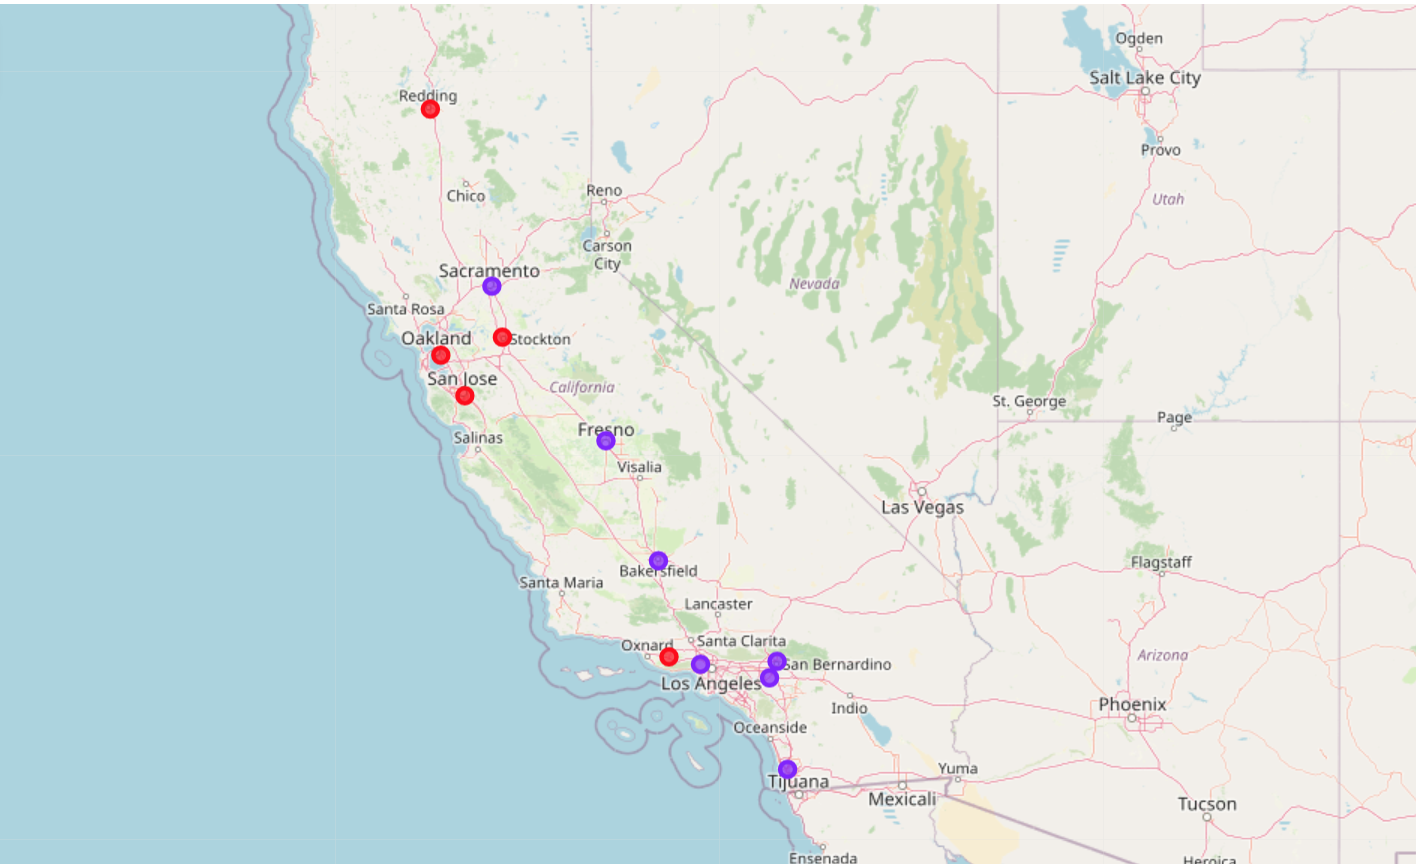 Ogden
Salt Lake City
Redding
Provo
Chico
Reno
Utah
Carson
City
Sacramento
Nevada
Santa Rosa
Oakland
Stockton
San Jose
California
St. George
Page
Fresno
Salinas
Visalia
Las Vegas
Flagstaff
Bakersfield
Santa Maria
Lancaster
Oxnard
Santa Clarita
Arizona
San Bernardino
Los Angeles
Indio
Phoenix
Oceanside
Yuma
Tijuana
Mexicali
Tucson
Ensenada
Heroica